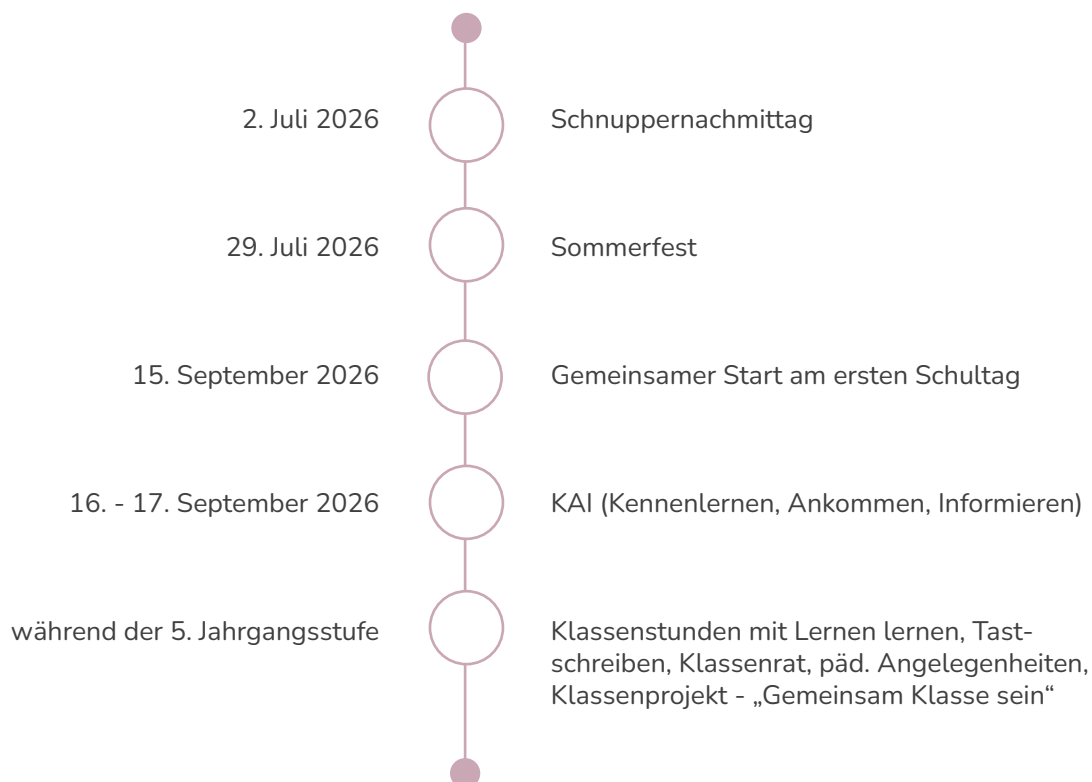 2. Juli 2026 Schnuppernachmittag
29. Juli 2026 Sommerfest
15. September 2026 Gemeinsamer Start am ersten Schultag
16. - 17. September 2026 KAI (Kennenlernen, Ankommen, Informieren)
während der 5. Jahrgangsstufe Klassenstunden mit Lernen lernen, Tast-
schreiben, Klassenrat, päd. Angelegenheiten,
Klassenprojekt - „Gemeinsam Klasse sein“